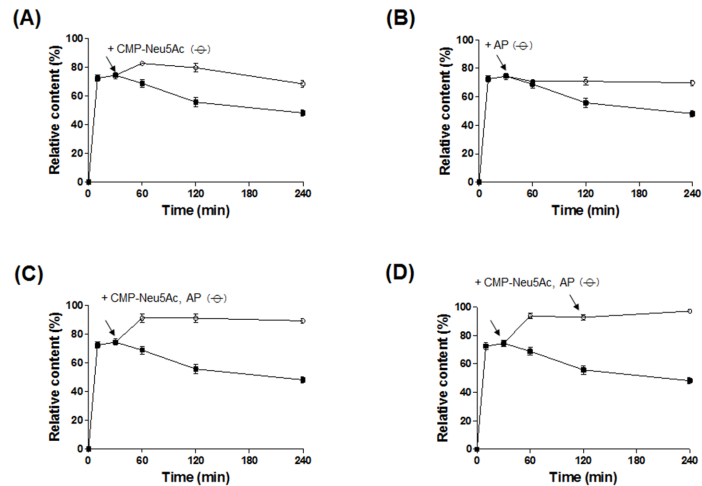 (A)
+ CMP-Neu5Ac (-○-)
Relative content (%)
100
80
60
40
20
0
0 60 120 180 240
Time (min)
(B)
+ AP (-○-)
Relative content (%)
100
80
60
40
20
0
0 60 120 180 240
Time (min)
(C)
+ CMP-Neu5Ac, AP (-○-)
Relative content (%)
100
80
60
40
20
0
0 60 120 180 240
Time (min)
(D)
+ CMP-Neu5Ac, AP (-○-)
Relative content (%)
100
80
60
40
20
0
0 60 120 180 240
Time (min)